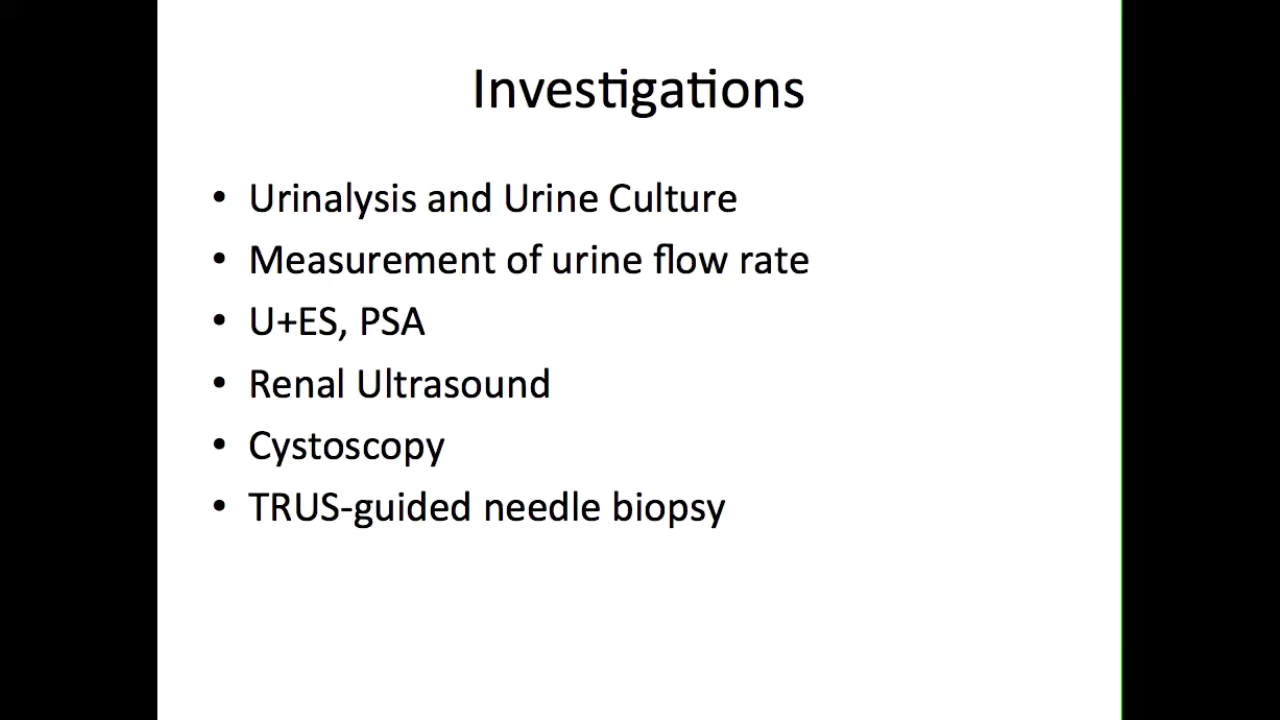 Investigations
• Urinalysis and Urine Culture
• Measurement of urine flow rate
• U+ES, PSA
• Renal Ultrasound
• Cystoscopy
• TRUS-guided needle biopsy